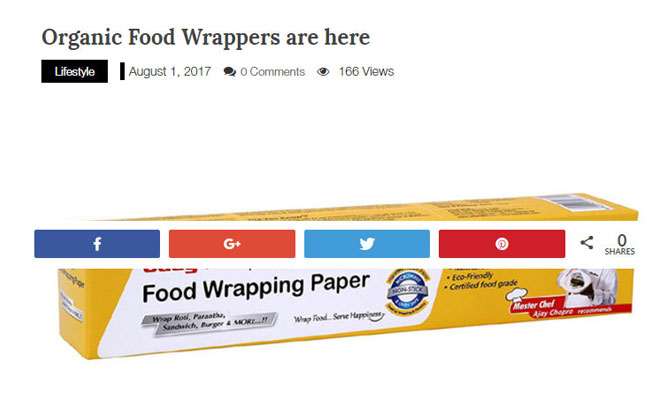 Organic Food Wrappers are here
Lifestyle
August 1, 2017
0 Comments
166 Views
f
G+
0
SHARES
Food Wrapping Paper
Wrap Roti, Parantha,
Sandwich, Burger & MORE...!!
Wrap Food... Serve Happiness
NON-STICK
• Eco-Friendly
• Certified food grade
Master Chef
Ajay Chopra recommends